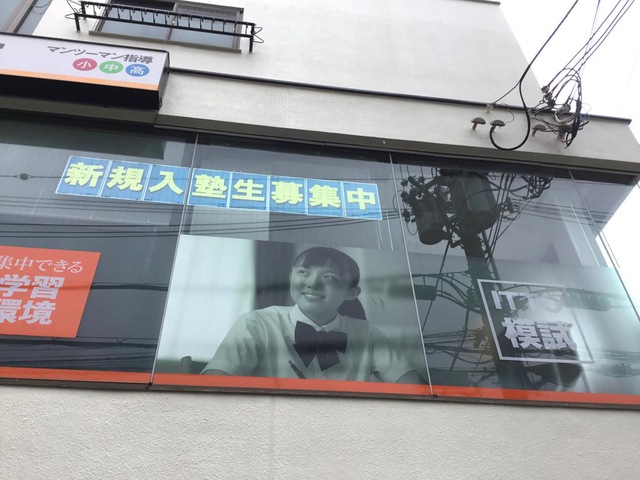 マンツーマン指導
小中高
新規入塾生募集中
集中できる
学習
環境
模試